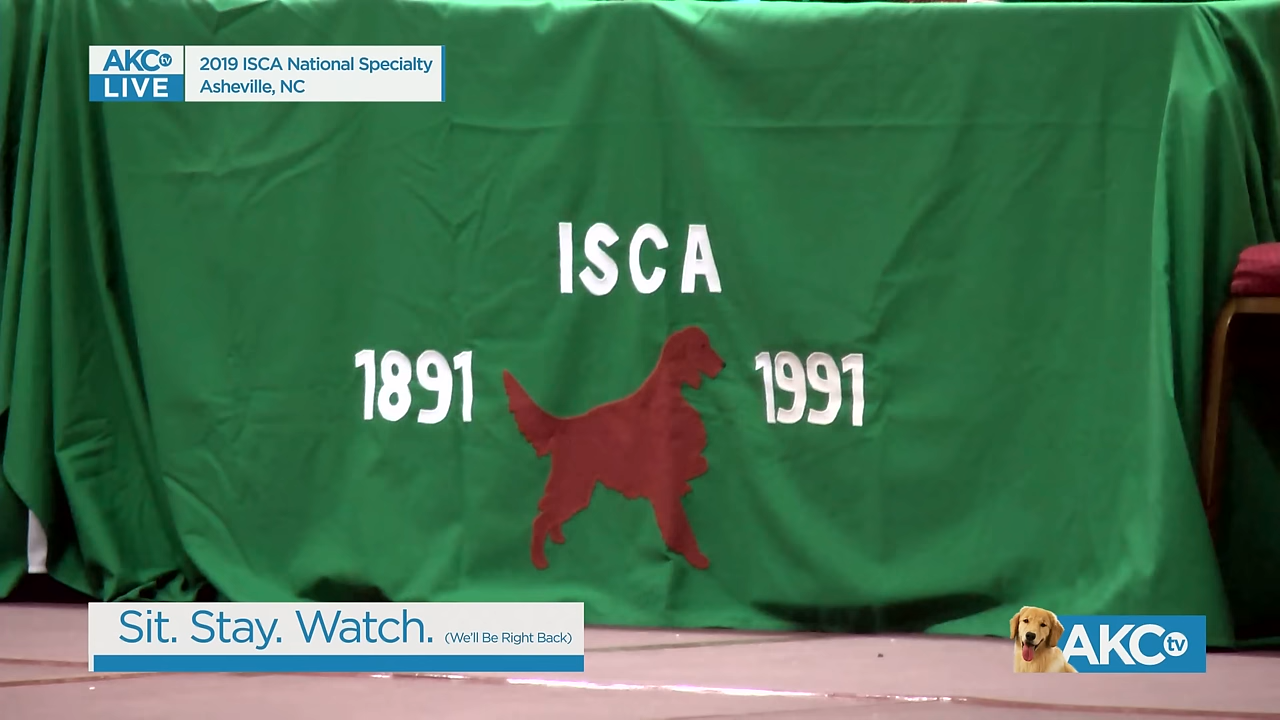 AKCtv
LIVE
2019 ISCA National Specialty
Asheville, NC
ISCA
1891
1991
Sit. Stay. Watch. (We'll Be Right Back)
AKCtv